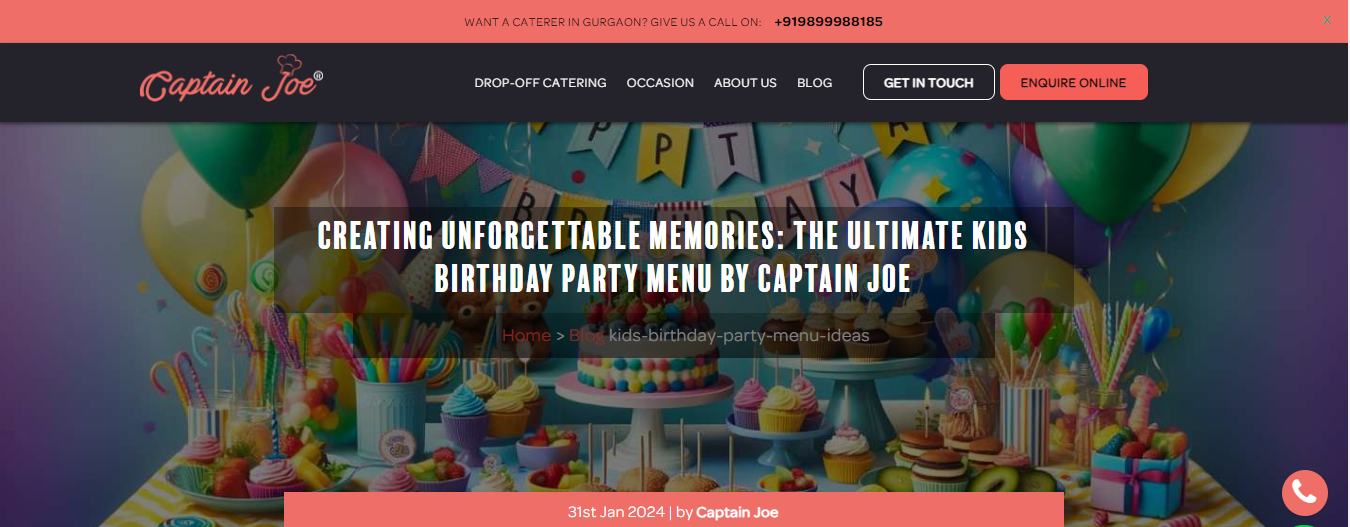 WANT A CATERER IN GURGAON? GIVE US A CALL ON: +919899988185 X
Captain Joe®
DROP-OFF CATERING OCCASION ABOUT US BLOG GET IN TOUCH ENQUIRE ONLINE
P P T
BIRTHDAY
CREATING UNFORGETTABLE MEMORIES: THE ULTIMATE KIDS
BIRTHDAY PARTY MENU BY CAPTAIN JOE
Home > Blog kids-birthday-party-menu-ideas
31st Jan 2024 | by Captain Joe